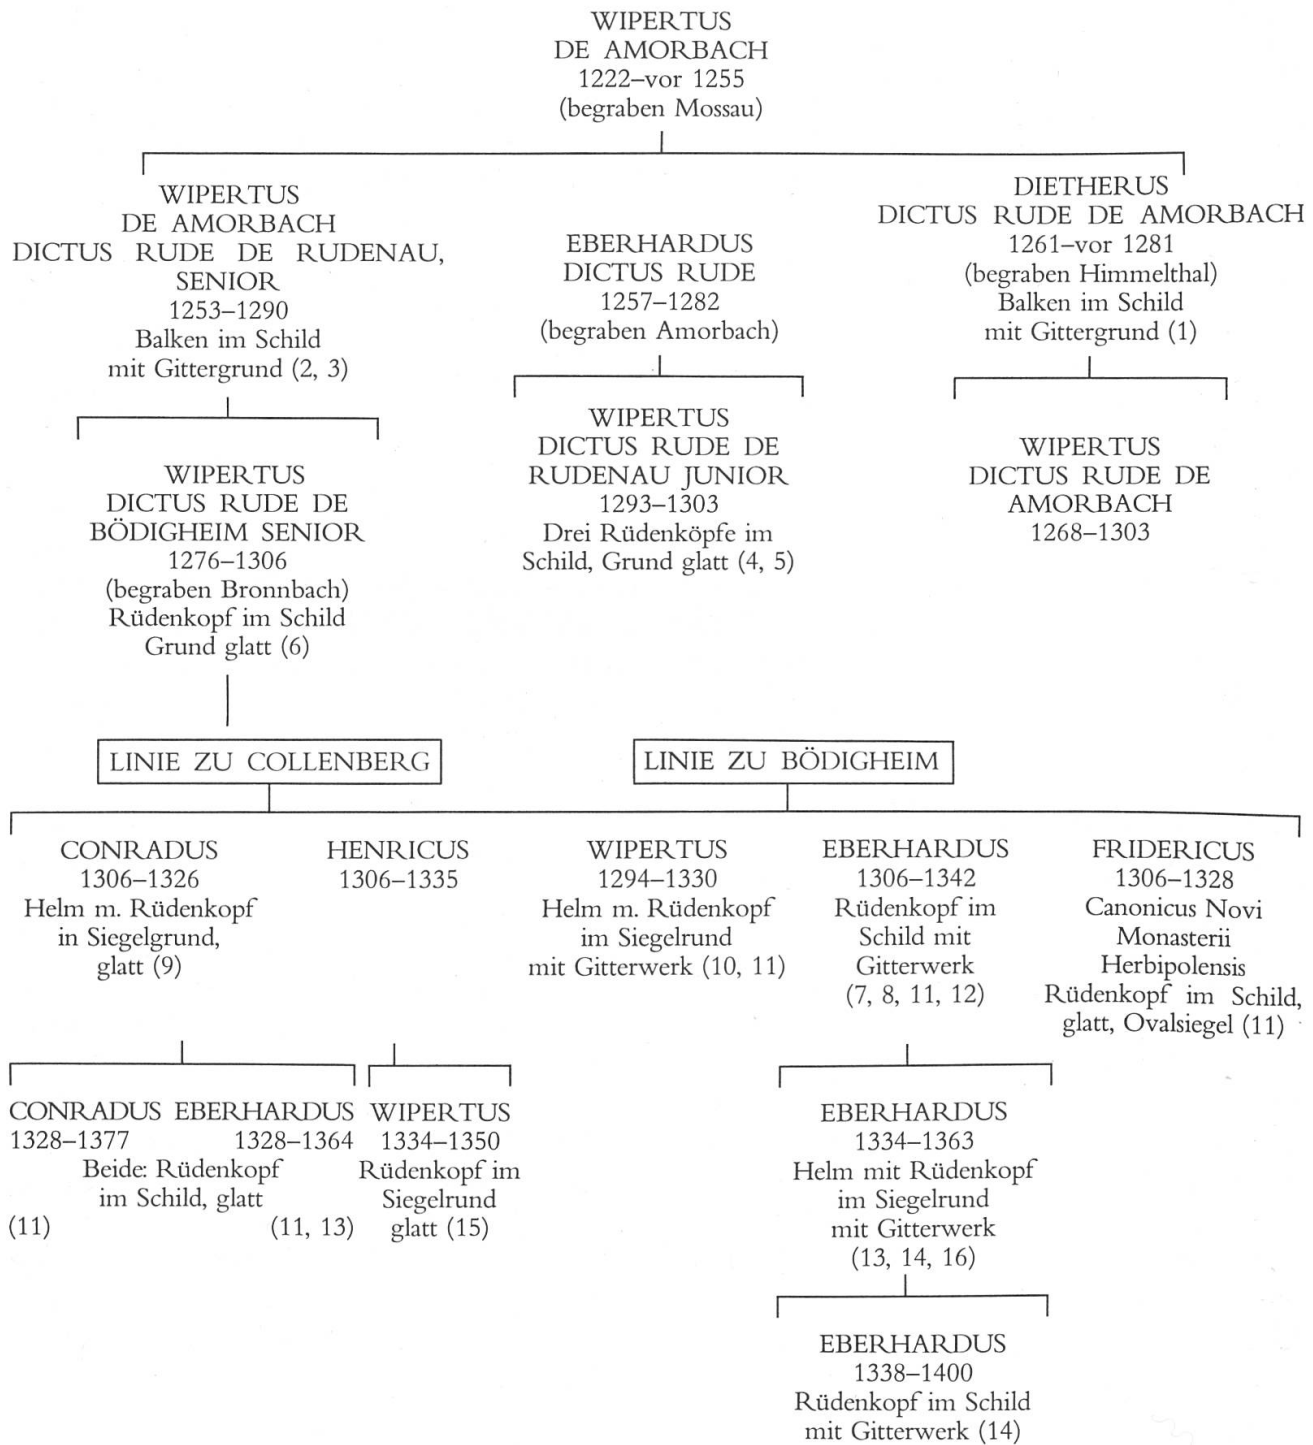 WIPERTUS
DE AMORBACH
1222–vor 1255
(begraben Mossau)
WIPERTUS
DE AMORBACH
DICTUS RUDE DE RUDENAU,
SENIOR
1253–1290
Balken im Schild
mit Gittergrund (2, 3)
EBERHARDUS
DICTUS RUDE
1257–1282
(begraben Amorbach)
DIETHERUS
DICTUS RUDE DE AMORBACH
1261–vor 1281
(begraben Himmelthal)
Balken im Schild
mit Gittergrund (1)
WIPERTUS
DICTUS RUDE DE
BÖDIGHEIM SENIOR
1276–1306
(begraben Bronnbach)
Rüdenkopf im Schild
Grund glatt (6)
WIPERTUS
DICTUS RUDE DE
RUDENAU JUNIOR
1293–1303
Drei Rüdenköpfe im
Schild, Grund glatt (4, 5)
WIPERTUS
DICTUS RUDE DE
AMORBACH
1268–1303
LINIE ZU COLLENBERG
LINIE ZU BÖDIGHEIM
CONRADUS
1306–1326
Helm m. Rüdenkopf
in Siegelgrund,
glatt (9)
HENRICUS
1306–1335
WIPERTUS
1294–1330
Helm m. Rüdenkopf
im Siegelrund
mit Gitterwerk (10, 11)
EBERHARDUS
1306–1342
Rüdenkopf im
Schild mit
Gitterwerk
(7, 8, 11, 12)
FRIDERICUS
1306–1328
Canonicus Novi
Monasterii
Herbipolensis
Rüdenkopf im Schild,
glatt, Ovalsiegel (11)
CONRADUS EBERHARDUS
1328–1377 1328–1364
Beide: Rüdenkopf
im Schild, glatt
(11) (11, 13)
WIPERTUS
1334–1350
Rüdenkopf im
Siegelrund
glatt (15)
EBERHARDUS
1334–1363
Helm mit Rüdenkopf
im Siegelrund
mit Gitterwerk
(13, 14, 16)
EBERHARDUS
1338–1400
Rüdenkopf im Schild
mit Gitterwerk (14)